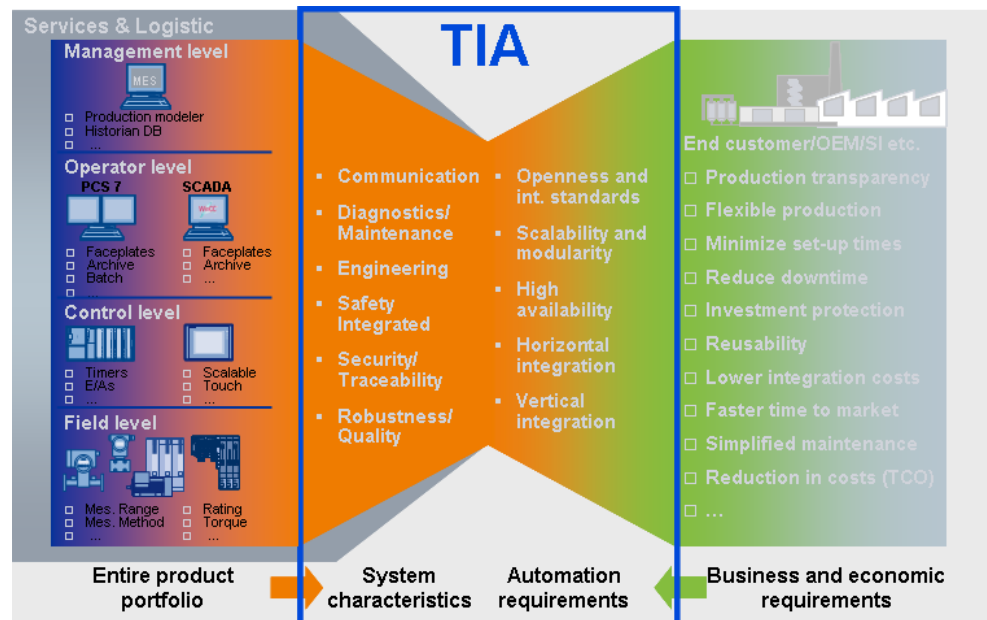 Services & Logistic
TIA
Management level
MES
□ Production modeler
□ Historian DB
□ ...
Operator level
PCS 7
□ Faceplates
□ Archive
□ Batch
□ ...
SCADA
WinCC
□ Faceplates
□ Archive
□ ...
Control level
□ Timers
□ E/As
□ ...
□ Scalable
□ Touch
□ ...
Field level
□ Mes. Range
□ Mes. Method
□ ...
□ Rating
□ Torque
□ ...
▪ Communication
▪ Diagnostics/
Maintenance
▪ Engineering
▪ Safety
Integrated
▪ Security/
Traceability
▪ Robustness/
Quality
▪ Openness and
int. standards
▪ Scalability and
modularity
▪ High
availability
▪ Horizontal
integration
▪ Vertical
integration
End customer/OEM/SI etc.
□ Production transparency
□ Flexible production
□ Minimize set-up times
□ Reduce downtime
□ Investment protection
□ Reusability
□ Lower integration costs
□ Faster time to market
□ Simplified maintenance
□ Reduction in costs (TCO)
□ ...
Entire product
portfolio
System
characteristics
Automation
requirements
Business and economic
requirements